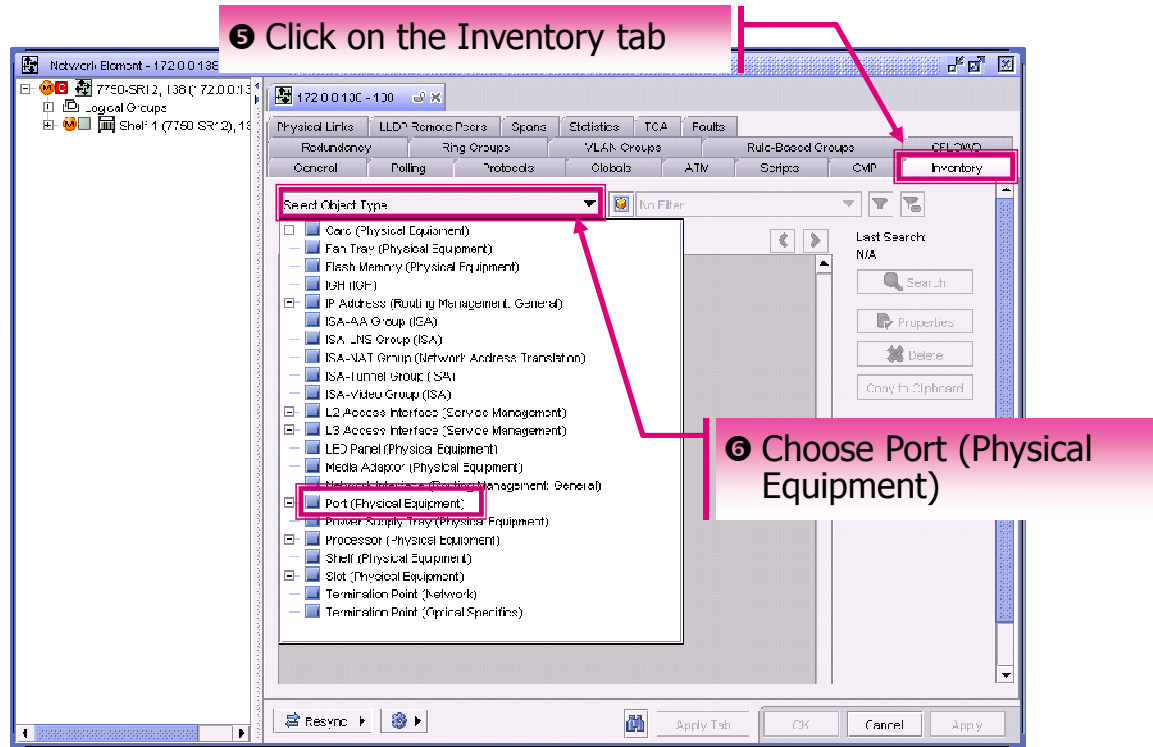 ❺ Click on the Inventory tab
Network Element - 172.0.0.138
7750-SR12, 138 (172.0.0.13
Logical Groups
Shelf 1 (7750 SR12), 13
Physical Links LLDP Remote Peers Spans Statistics TCA Faults
Redundancy Ring Groups VLAN Groups Rule-Based Groups
General Polling Protocols Globals ATM Scripts Inventory
Select Object Type No Filter
Card (Physical Equipment)
Fan Tray (Physical Equipment)
Flash Memory (Physical Equipment)
IP Address (Routing Management: General)
ISA-AA Group (ISA)
ISA-LNS Group (ISA)
ISA-NAT Group (Network Address Translation)
ISA-Tunnel Group (ISA)
ISA-Video Group (ISA)
L2 Access Interface (Service Management)
L3 Access Interface (Service Management)
LED Panel (Physical Equipment)
Media Adaptor (Physical Equipment)
Network Interface (Routing Management: General)
Port (Physical Equipment)
Power Supply Tray (Physical Equipment)
Processor (Physical Equipment)
Shelf (Physical Equipment)
Slot (Physical Equipment)
Termination Point (Network)
Termination Point (Optical Specifics)
Last Search:
N/A
Search
Properties
Delete
Copy to Clipboard
❻ Choose Port (Physical
Equipment)
Resync Apply Tab OK Cancel Apply